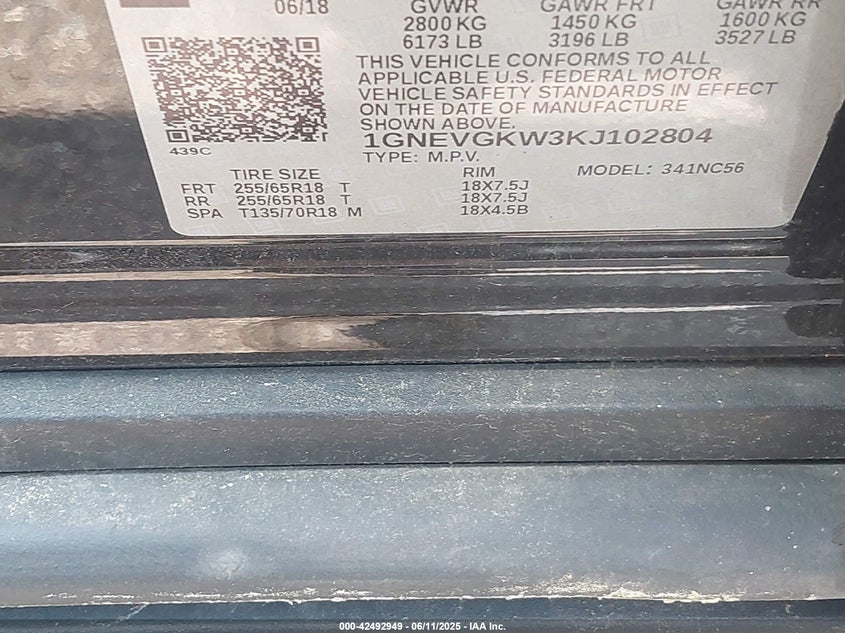 06/18 GVWR GAWR FRT GAWR RR
2800 KG 1450 KG 1600 KG
6173 LB 3196 LB 3527 LB
THIS VEHICLE CONFORMS TO ALL
APPLICABLE U.S. FEDERAL MOTOR
VEHICLE SAFETY STANDARDS IN EFFECT
ON THE DATE OF MANUFACTURE
SHOWN ABOVE.
439C
1GNEVGKW3KJ102804
TYPE: M.P.V. MODEL: 341NC56
TIRE SIZE RIM
FRT 255/65R18 T 18X7.5J
RR 255/65R18 T 18X7.5J
SPA T135/70R18 M 18X4.5B
000-42492949 - 06/11/2025 - IAA Inc.